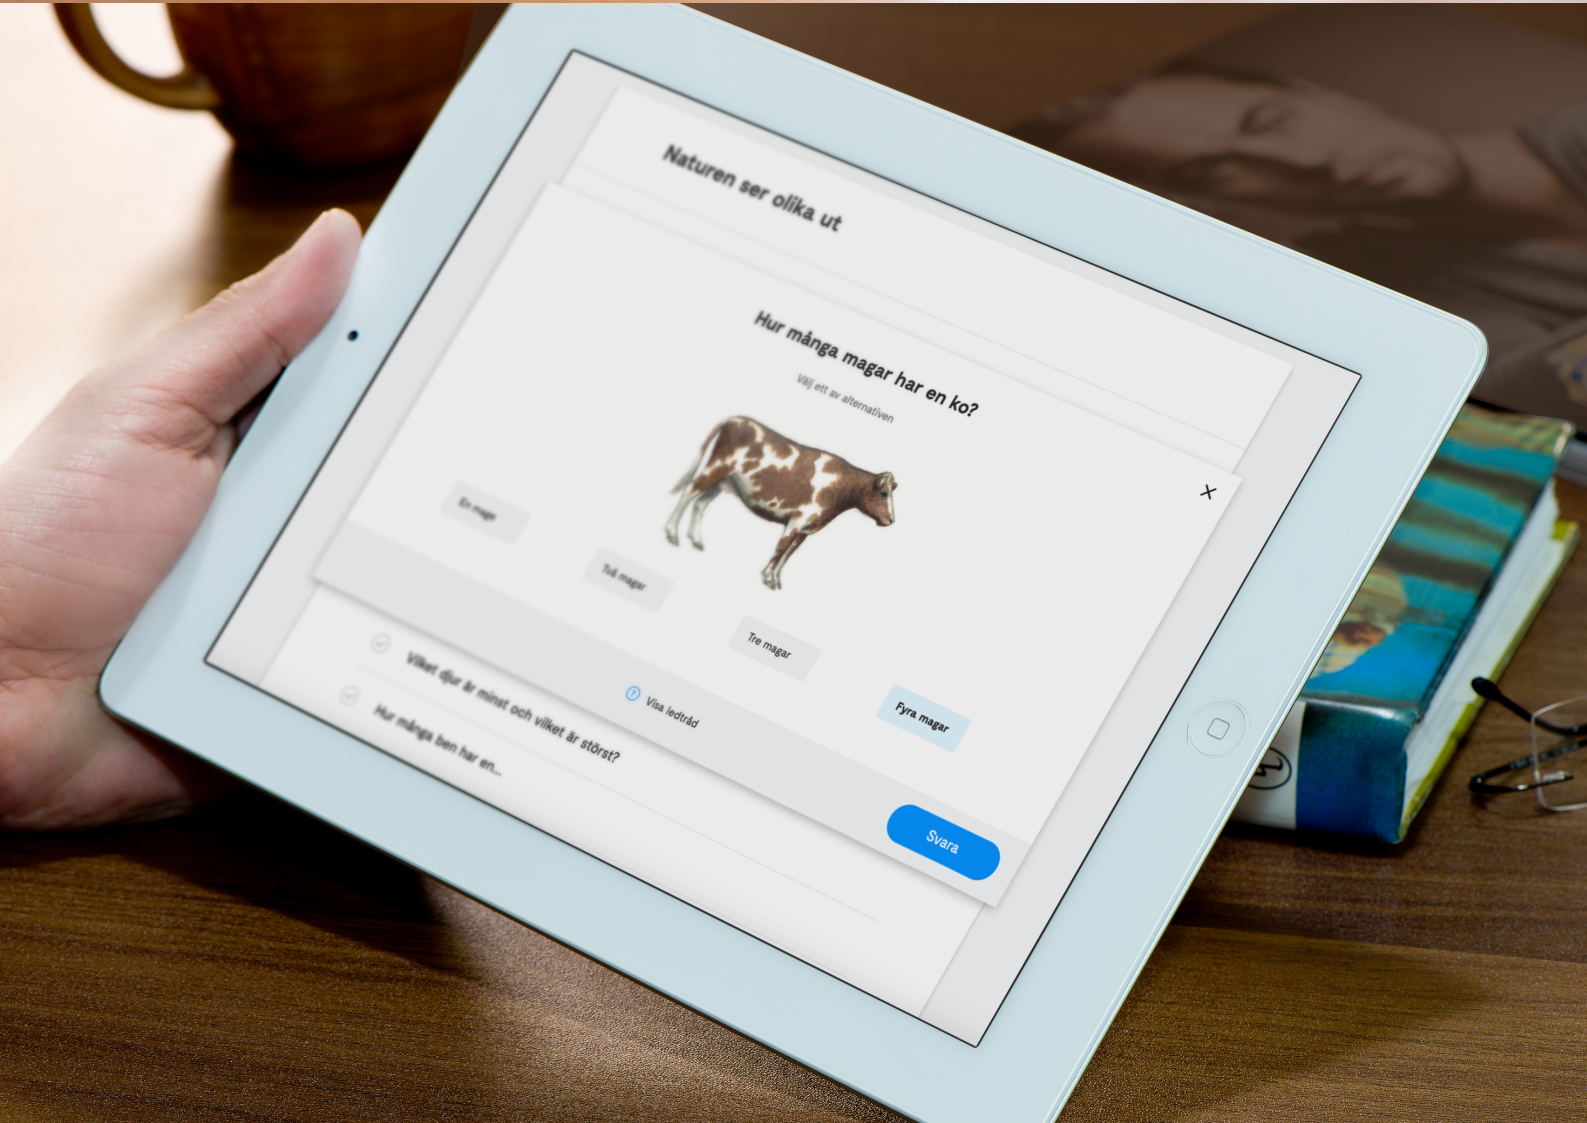 Naturen ser olika ut
Hur många magar har en ko?
Välj ett av alternativen
En mage
Två magar
Tre magar
Fyra magar
Visa ledtråd
Svara
Vilket djur är minst och vilket är störst?
Hur många ben har en...